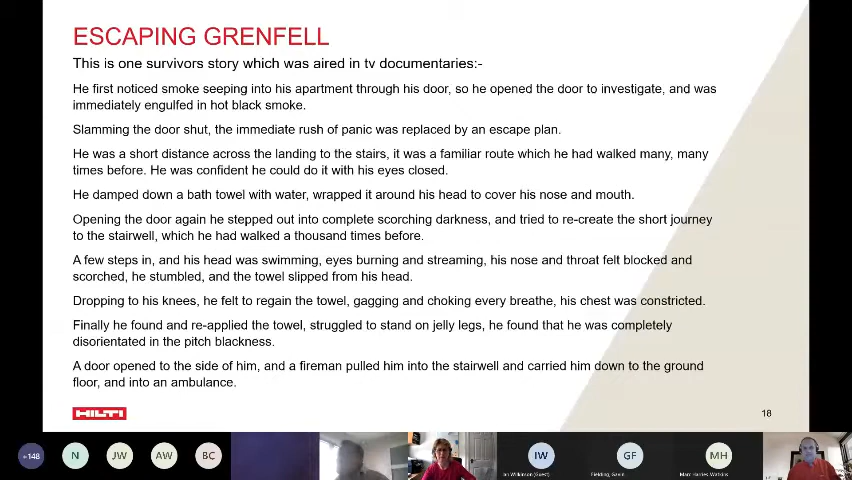 ESCAPING GRENFELL
This is one survivors story which was aired in tv documentaries:-
He first noticed smoke seeping into his apartment through his door, so he opened the door to investigate, and was
immediately engulfed in hot black smoke.
Slamming the door shut, the immediate rush of panic was replaced by an escape plan.
He was a short distance across the landing to the stairs, it was a familiar route which he had walked many, many
times before. He was confident he could do it with his eyes closed.
He damped down a bath towel with water, wrapped it around his head to cover his nose and mouth.
Opening the door again he stepped out into complete scorching darkness, and tried to re-create the short journey
to the stairwell, which he had walked a thousand times before.
A few steps in, and his head was swimming, eyes burning and streaming, his nose and throat felt blocked and
scorched, he stumbled, and the towel slipped from his head.
Dropping to his knees, he felt to regain the towel, gagging and choking every breathe, his chest was constricted.
Finally he found and re-applied the towel, struggled to stand on jelly legs, he found that he was completely
disorientated in the pitch blackness.
A door opened to the side of him, and a fireman pulled him into the stairwell and carried him down to the ground
floor, and into an ambulance.
HILTI
18
+148
N
JW
AW
BC
IW
GF
MH
Ian Wilkinson (Guest)
Fielding, Gavin
Marc Harries Watkins